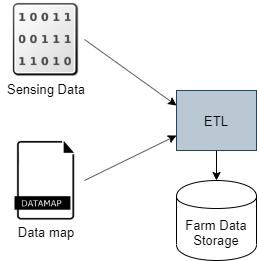 10011
00111
11010
Sensing Data
ETL
DATAMAP
Data map
Farm Data
Storage